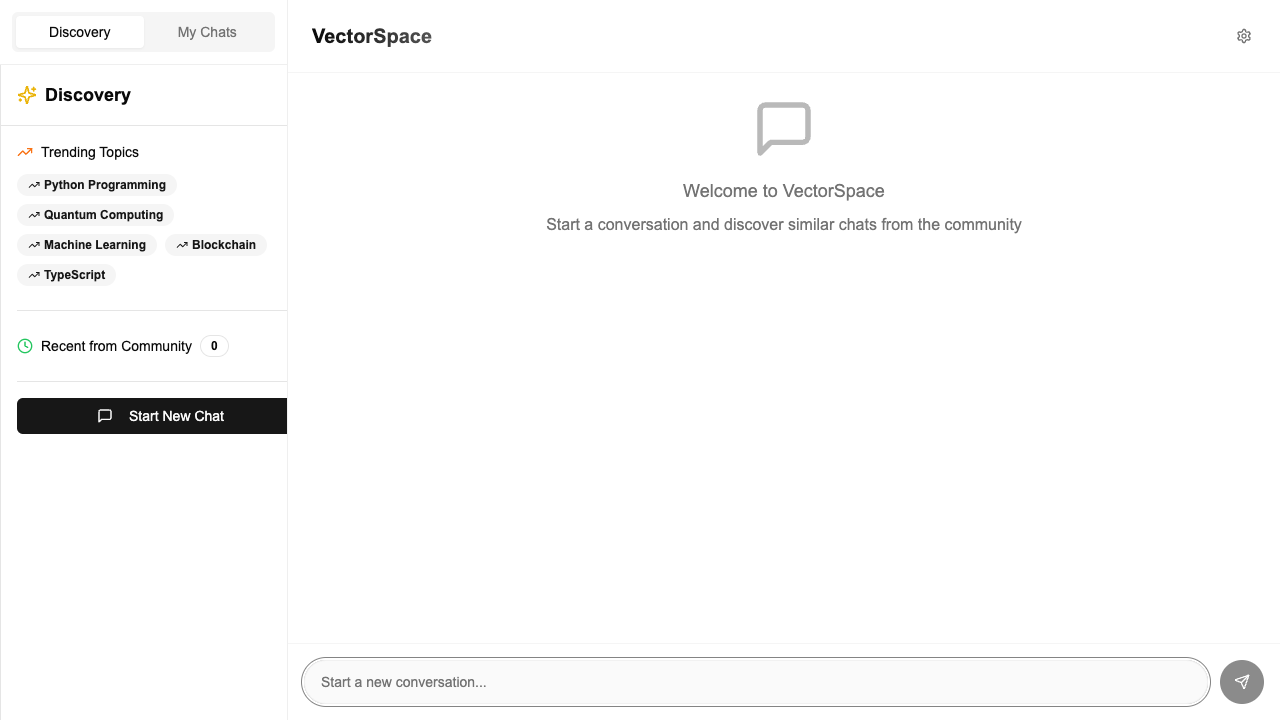 Discovery
My Chats
VectorSpace
Discovery
Trending Topics
Python Programming
Quantum Computing
Machine Learning
Blockchain
TypeScript
Recent from Community 0
Start New Chat
Welcome to VectorSpace
Start a conversation and discover similar chats from the community
Start a new conversation...